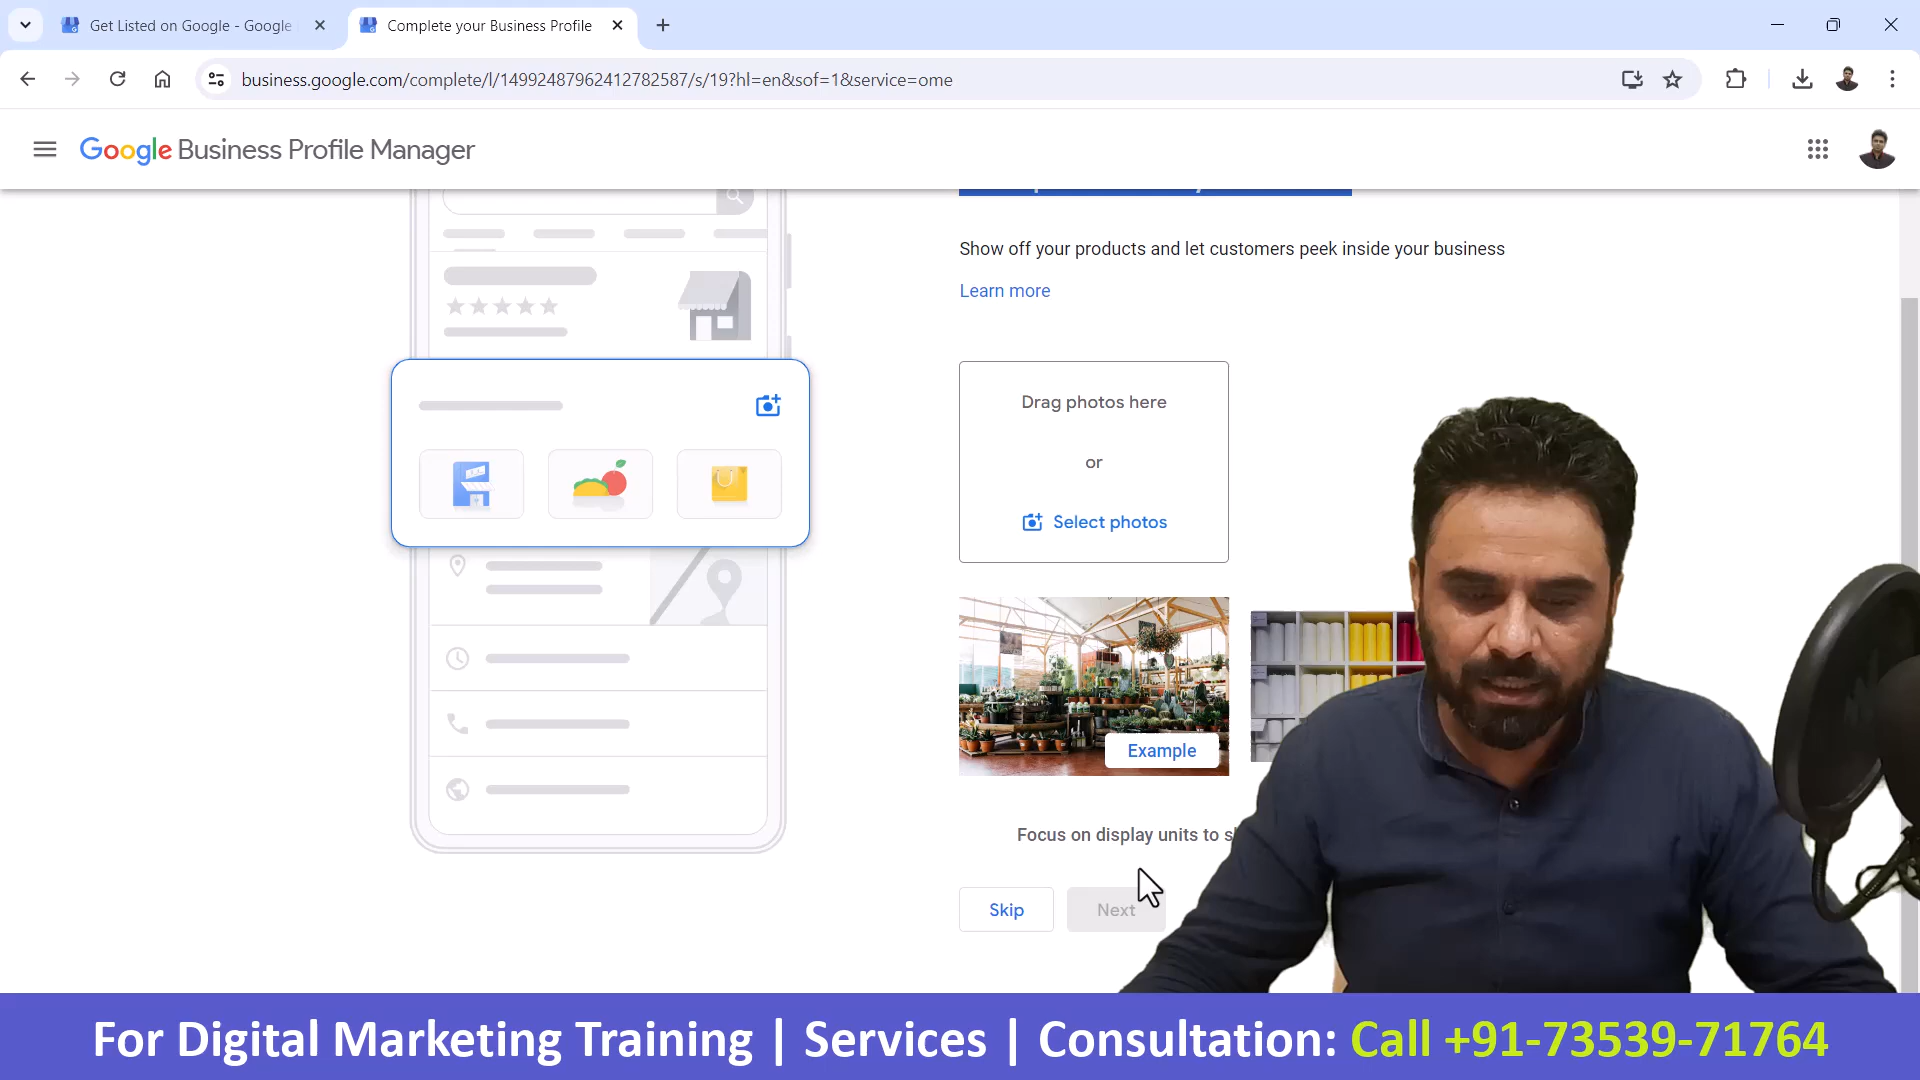 Get Listed on Google - Google
Complete your Business Profile
business.google.com/complete/l/14992487962412782587/s/19?hl=en&sof=1&service=ome
Google Business Profile Manager
Show off your products and let customers peek inside your business
Learn more
Drag photos here
or
Select photos
Example
Focus on display units to
Skip
Next
For Digital Marketing Training | Services | Consultation: Call +91-73539-71764